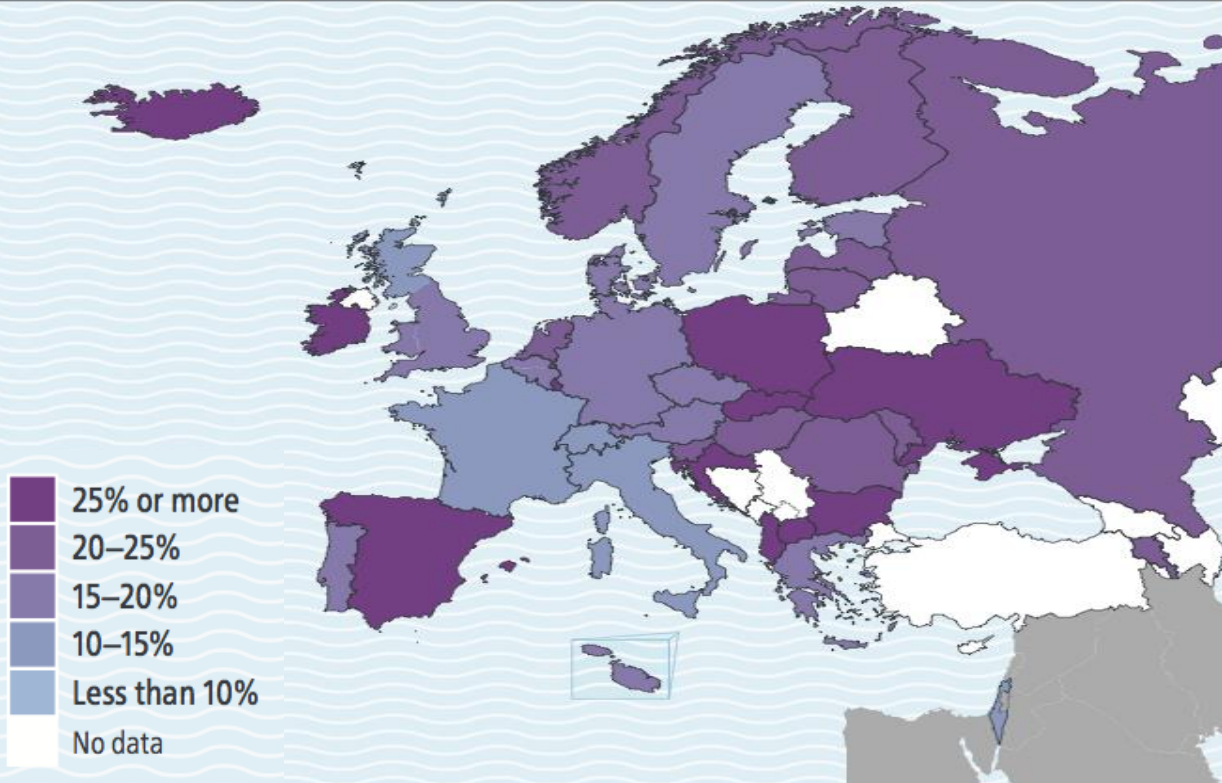 25% or more
20–25%
15–20%
10–15%
Less than 10%
No data